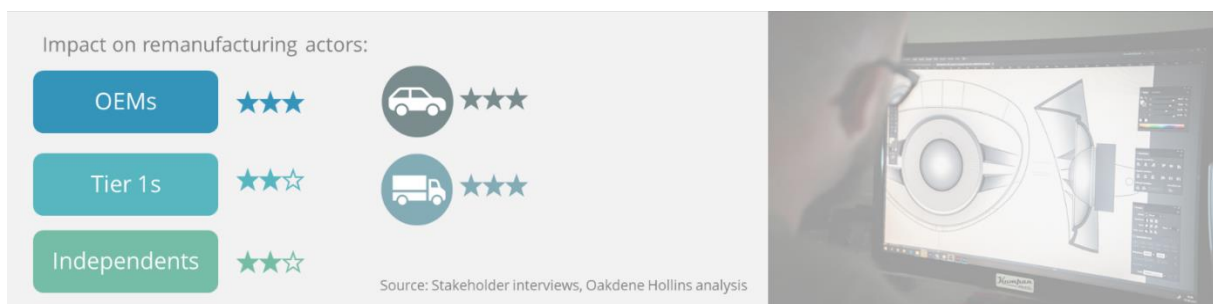 Impact on remanufacturing actors:
OEMs
Tier 1s
Independents
Source: Stakeholder interviews, Oakdene Hollins analysis